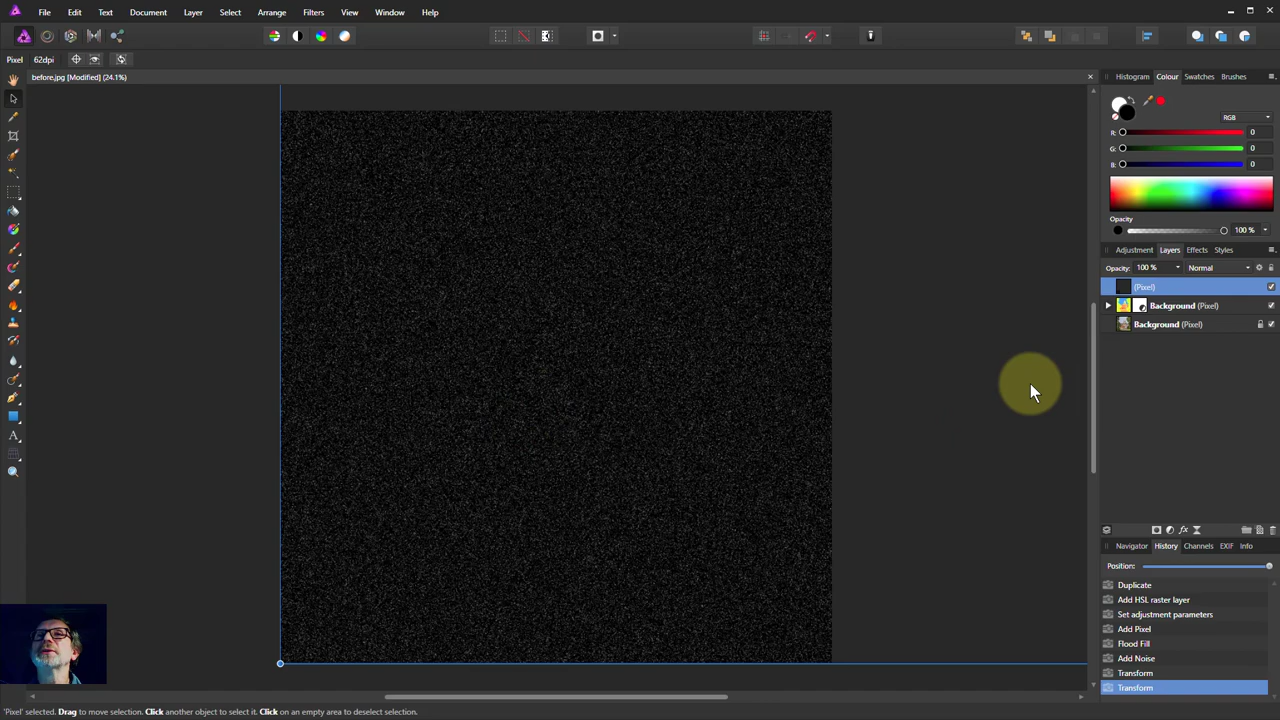 File Edit Text Document Layer Select Arrange Filters View Window Help
Pixel 62dpi
before.jpg [Modified] (24.1%)
Histogram Colour Swatches Brushes
RGB
R: 0
G: 0
B: 0
Opacity
100 %
Adjustment Layers Effects Styles
Opacity: 100 % Normal
(Pixel)
Background (Pixel)
Background (Pixel)
Navigator History Channels EXIF Info
Position:
Duplicate
Add HSL raster layer
Set adjustment parameters
Add Pixel
Flood Fill
Add Noise
Transform
Transform
'Pixel' selected. Drag to move selection. Click another object to select it. Click on an empty area to deselect selection.